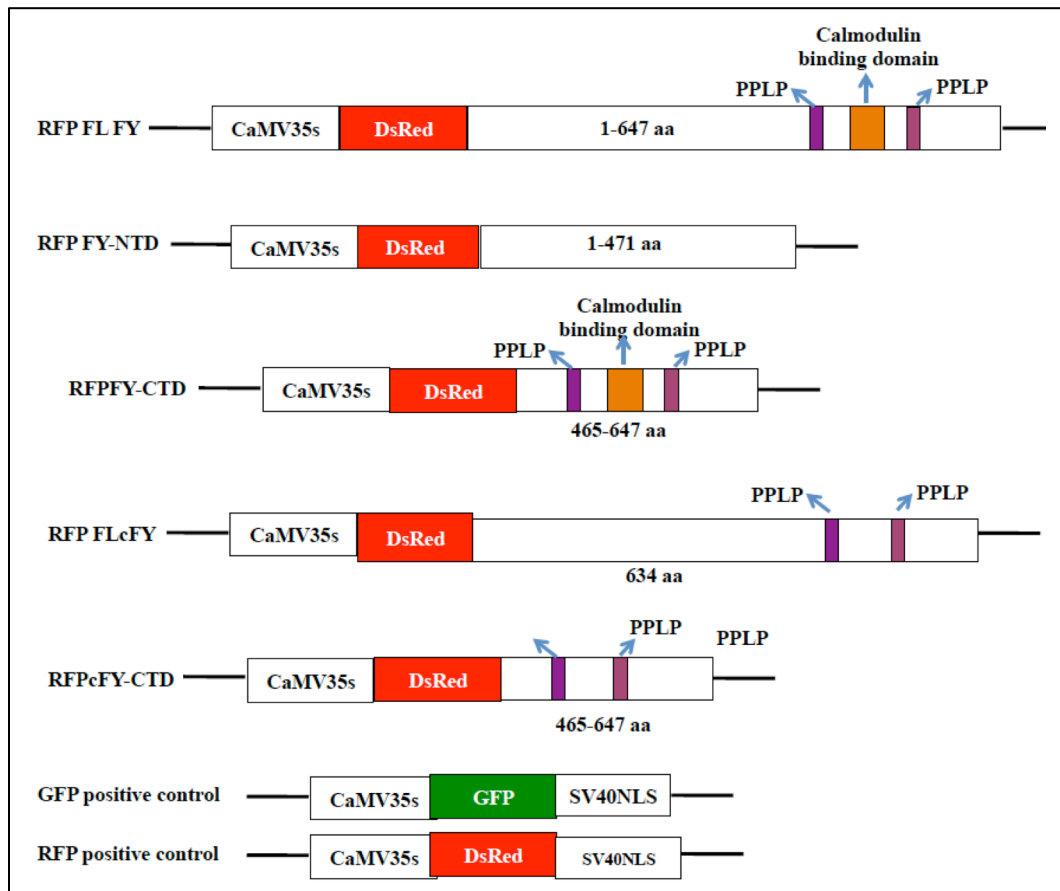 Calmodulin
binding domain
PPLP PPLP
RFP FL FY CaMV35s DsRed 1-647 aa
RFP FY-NTD CaMV35s DsRed 1-471 aa
Calmodulin
binding domain
PPLP PPLP
RFPFY-CTD CaMV35s DsRed
465-647 aa
PPLP PPLP
RFP FLcFY CaMV35s DsRed
634 aa
PPLP PPLP
RFPcFY-CTD CaMV35s DsRed
465-647 aa
GFP positive control CaMV35s GFP SV40NLS
RFP positive control CaMV35s DsRed SV40NLS